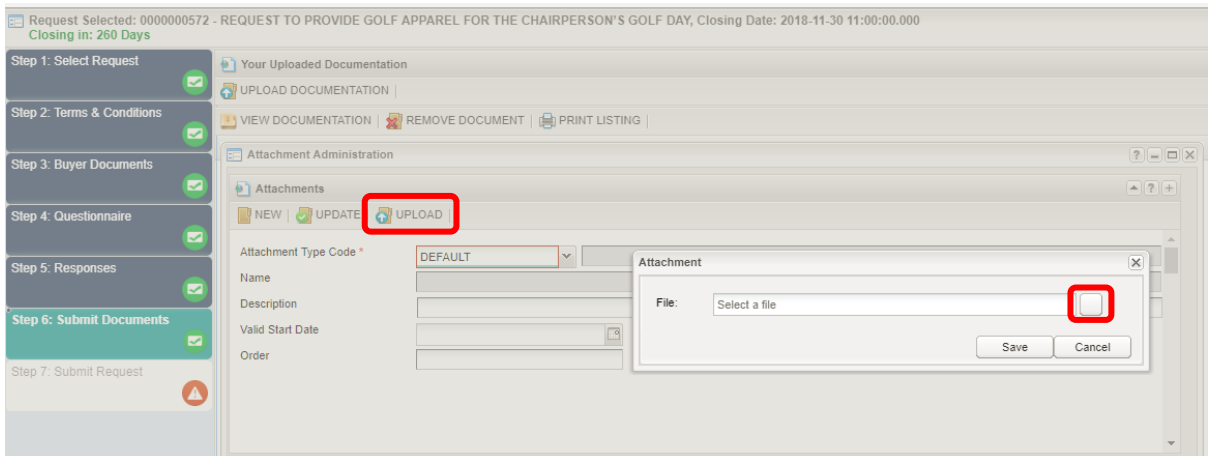 Request Selected: 0000000572 - REQUEST TO PROVIDE GOLF APPAREL FOR THE CHAIRPERSON'S GOLF DAY, Closing Date: 2018-11-30 11:00:00.000
Closing in: 260 Days
Step 1: Select Request
Step 2: Terms & Conditions
Step 3: Buyer Documents
Step 4: Questionnaire
Step 5: Responses
Step 6: Submit Documents
Step 7: Submit Request
Your Uploaded Documentation
UPLOAD DOCUMENTATION |
VIEW DOCUMENTATION | REMOVE DOCUMENT | PRINT LISTING |
Attachment Administration
Attachments
NEW | UPDATE | UPLOAD |
Attachment Type Code * DEFAULT
Name
Description
Valid Start Date
Order
Attachment
File: Select a file
Save Cancel